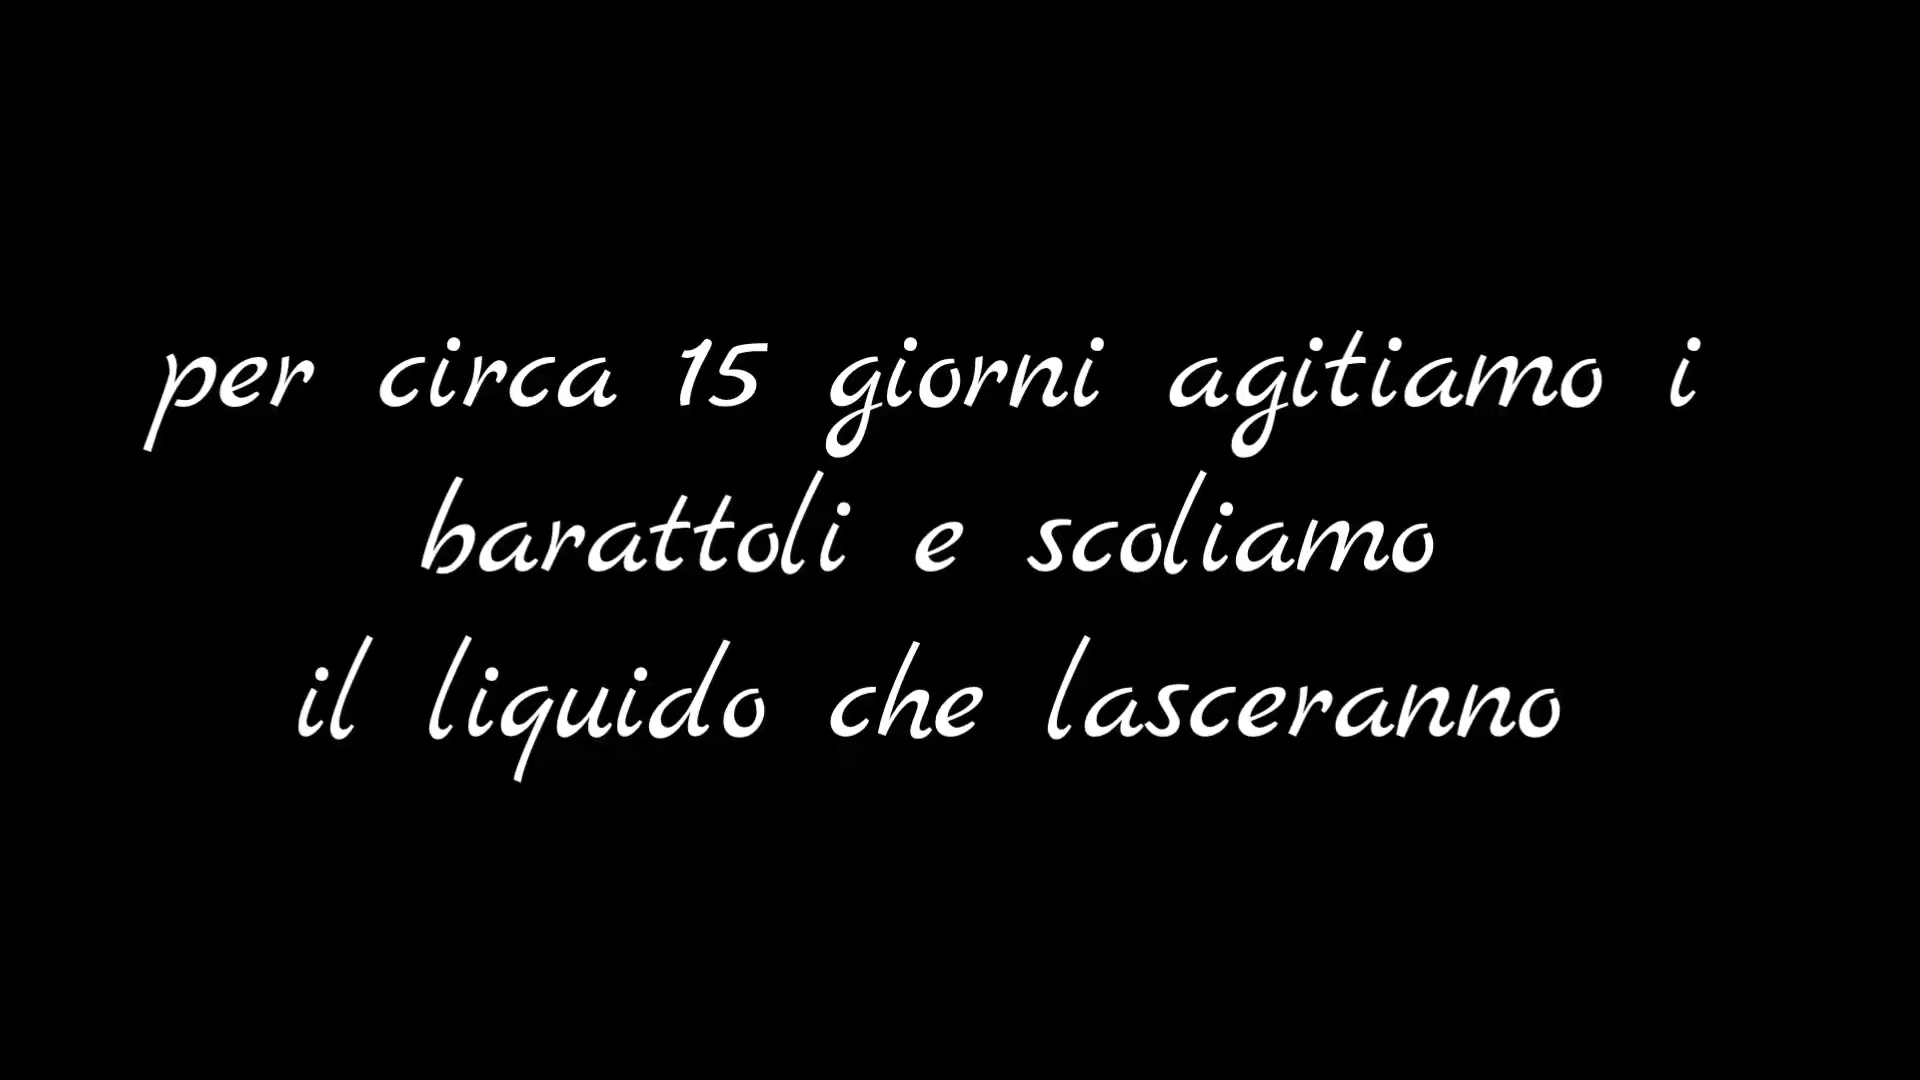 per circa 15 giorni agitiamo i
barattoli e scoliamo
il liquido che lasceranno